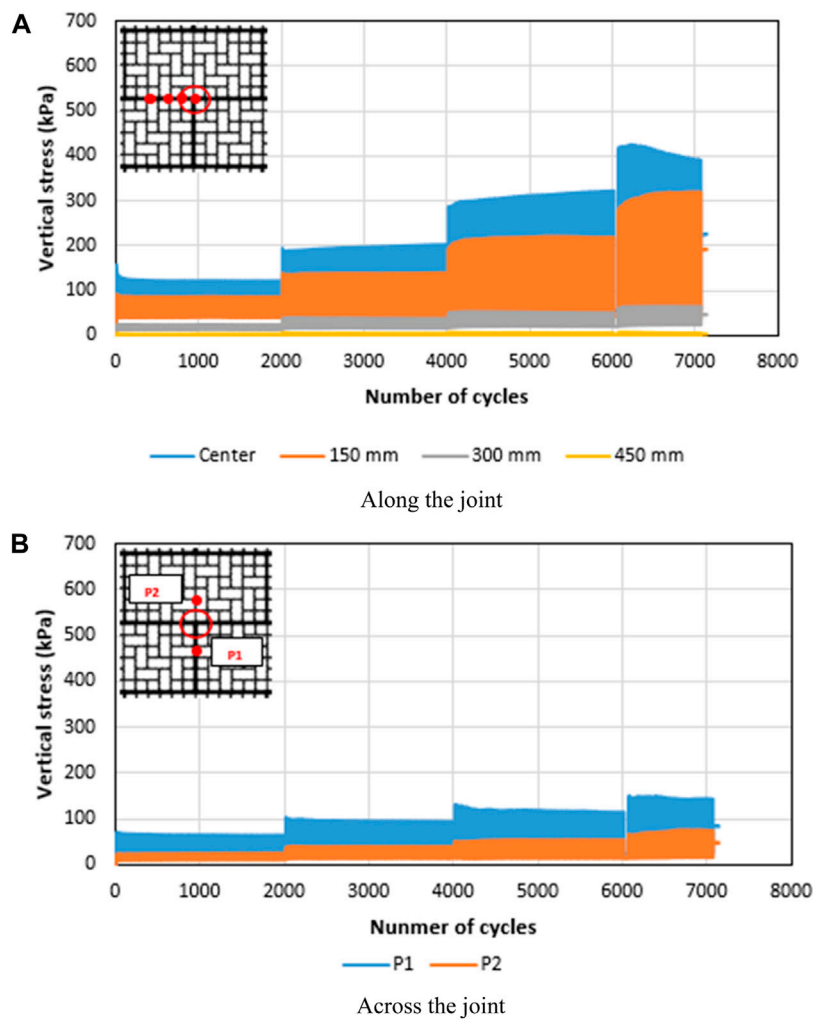 A
700
600
500
400
300
200
100
0
Vertical stress (kPa)
0 1000 2000 3000 4000 5000 6000 7000 8000
Number of cycles
Center 150 mm 300 mm 450 mm
Along the joint
B
700
600
500
400
300
200
100
0
Vertical stress (kPa)
P2
P1
0 1000 2000 3000 4000 5000 6000 7000 8000
Nunmer of cycles
P1 P2
Across the joint